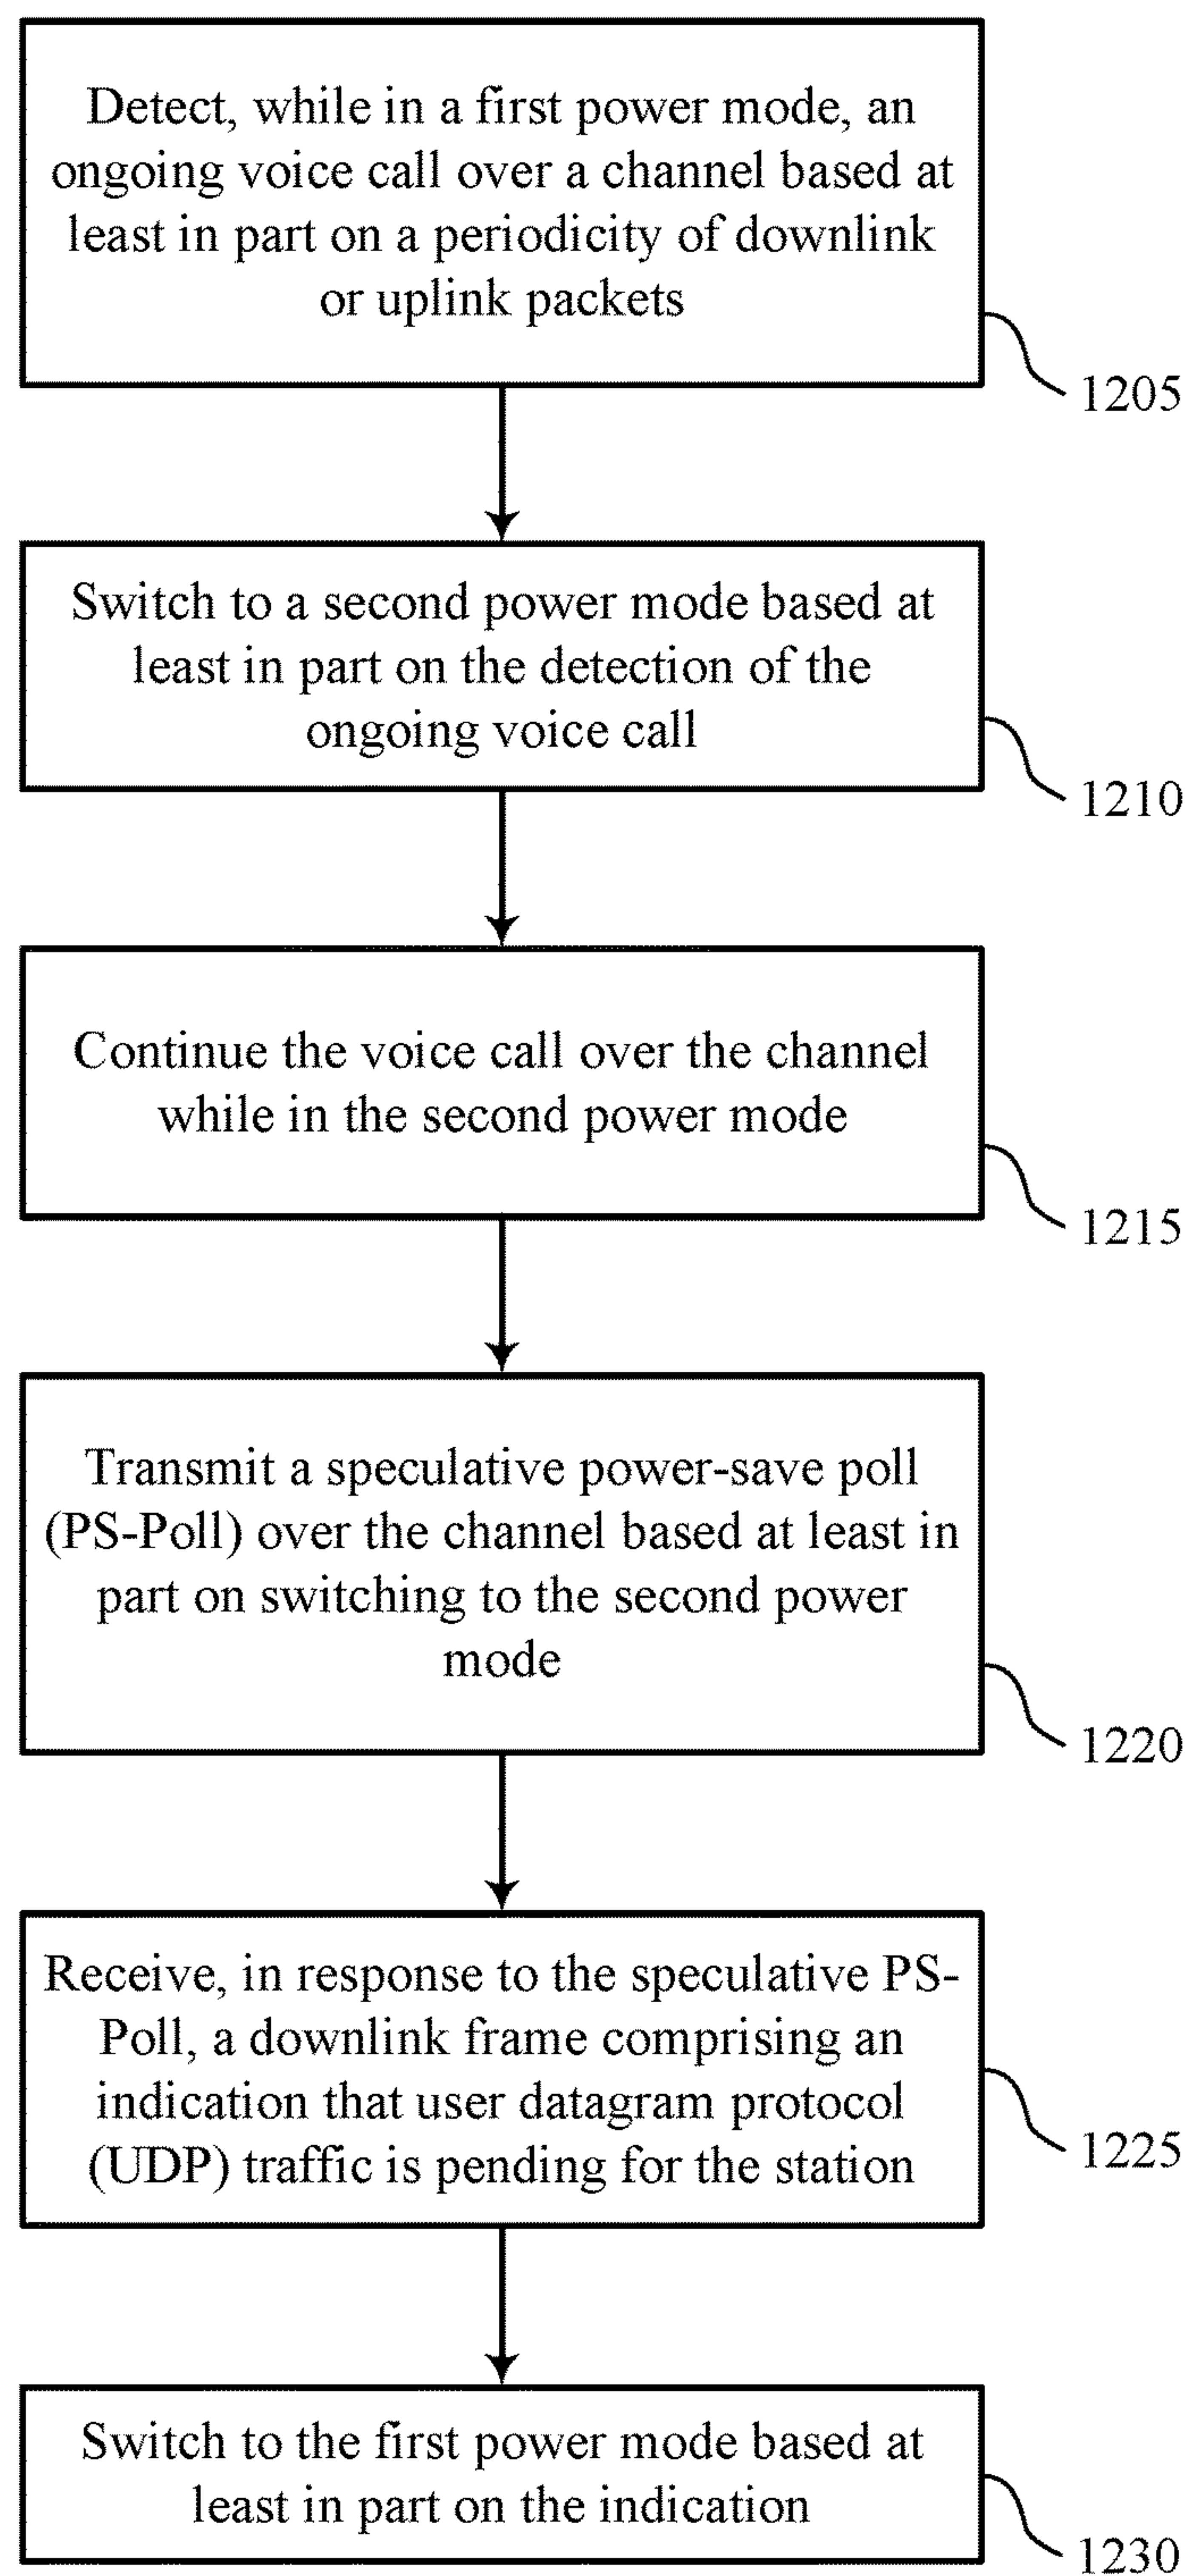 Detect, while in a first power mode, an
ongoing voice call over a channel based at
least in part on a periodicity of downlink
or uplink packets
1205
Switch to a second power mode based at
least in part on the detection of the
ongoing voice call
1210
Continue the voice call over the channel
while in the second power mode
1215
Transmit a speculative power-save poll
(PS-Poll) over the channel based at least in
part on switching to the second power
mode
1220
Receive, in response to the speculative PS-
Poll, a downlink frame comprising an
indication that user datagram protocol
(UDP) traffic is pending for the station
1225
Switch to the first power mode based at
least in part on the indication
1230